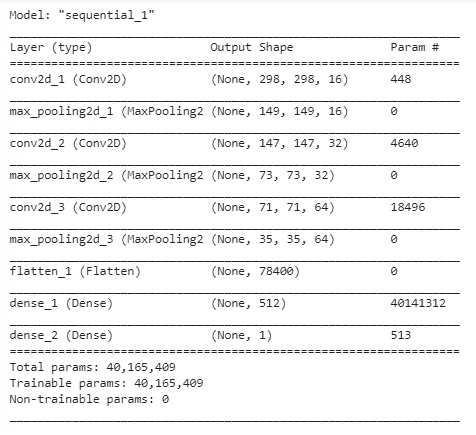 Model: "sequential_1"
Layer (type) Output Shape Param #
conv2d_1 (Conv2D) (None, 298, 298, 16) 448
max_pooling2d_1 (MaxPooling2 (None, 149, 149, 16) 0
conv2d_2 (Conv2D) (None, 147, 147, 32) 4640
max_pooling2d_2 (MaxPooling2 (None, 73, 73, 32) 0
conv2d_3 (Conv2D) (None, 71, 71, 64) 18496
max_pooling2d_3 (MaxPooling2 (None, 35, 35, 64) 0
flatten_1 (Flatten) (None, 78400) 0
dense_1 (Dense) (None, 512) 40141312
dense_2 (Dense) (None, 1) 513
Total params: 40,165,409
Trainable params: 40,165,409
Non-trainable params: 0